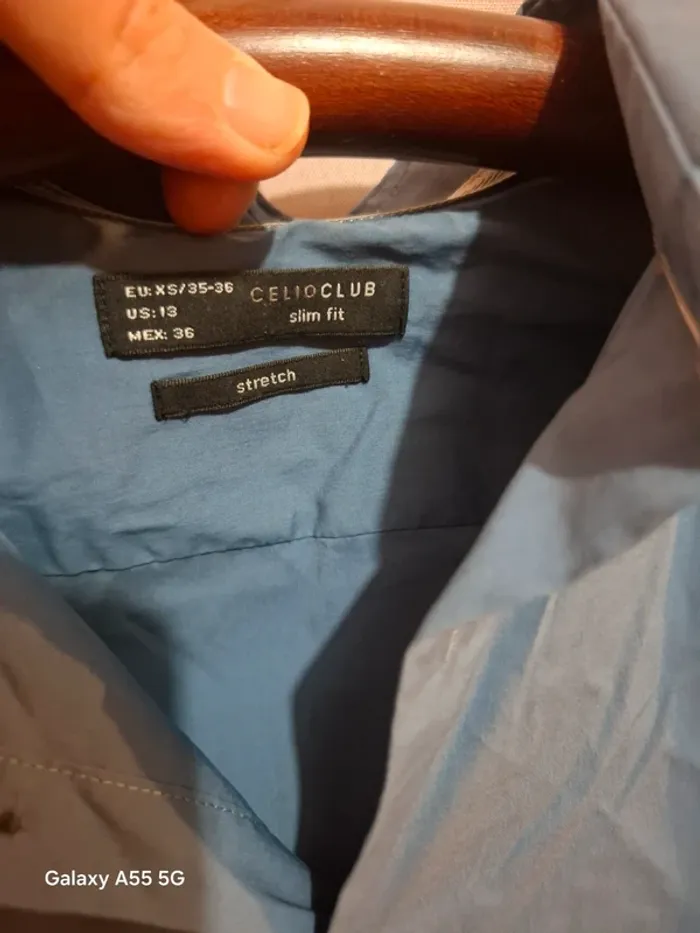 EU: XS/35-36
US: 13
MEX: 36
CELIOCLUB
slim fit
stretch
Galaxy A55 5G